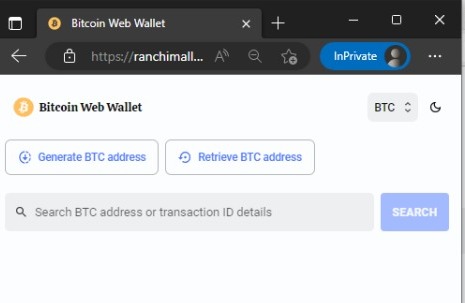 Bitcoin Web Wallet
https://ranchimall...
InPrivate
Bitcoin Web Wallet
BTC
Generate BTC address
Retrieve BTC address
Search BTC address or transaction ID details
SEARCH